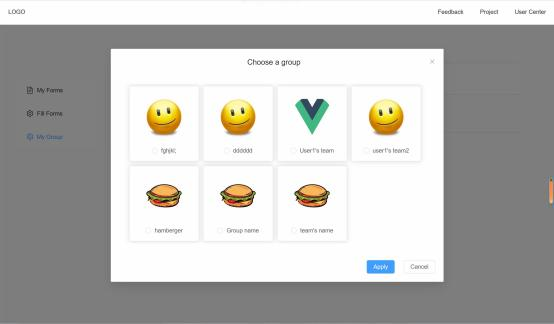 LOGO
Feedback Project User Center
Choose a group
My Forms
Fill Forms
My Group
fghjkl;
dddddd
User1's team
user1's team2
hamberger
Group name
team's name
Apply
Cancel